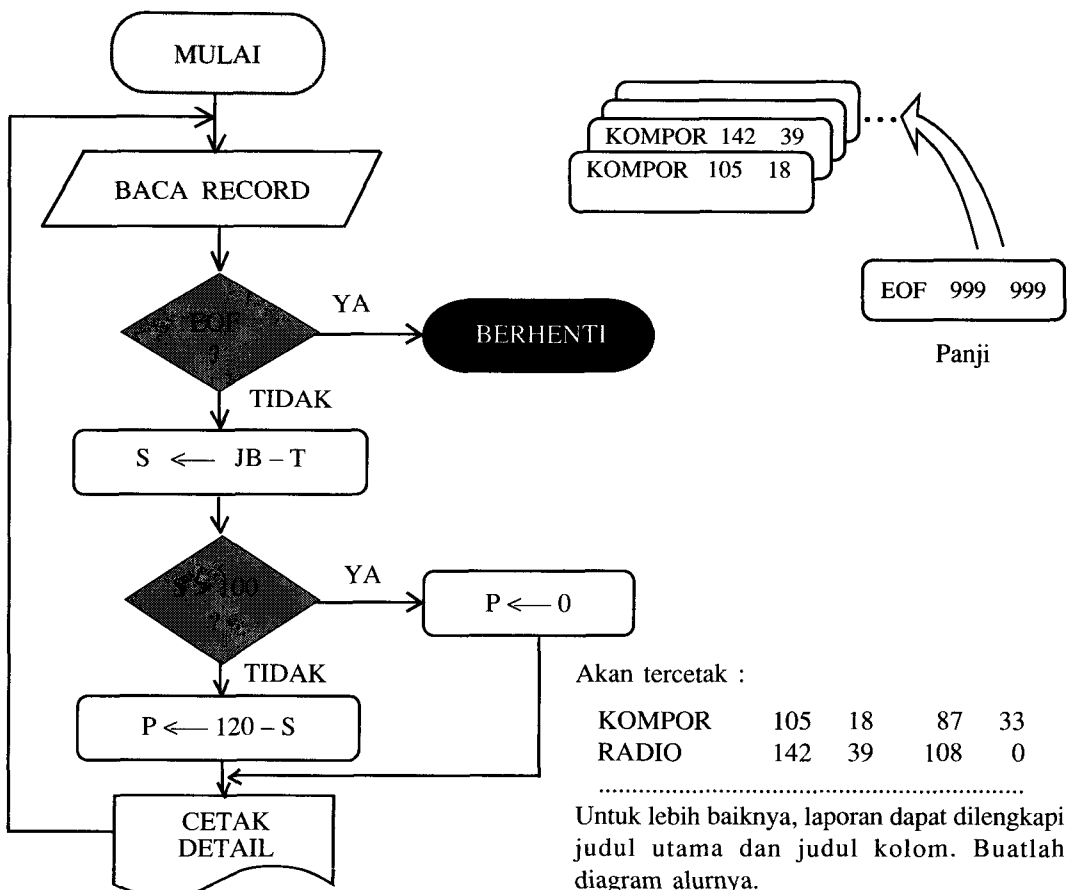 MULAI
BACA RECORD
EOF
?
YA
BERHENTI
TIDAK
S ← JB – T
100
?
YA
P ← 0
TIDAK
P ← 120 – S
CETAK
DETAIL
KOMPOR 142 39
KOMPOR 105 18
EOF 999 999
Panji
Akan tercetak :
KOMPOR 105 18 87 33
RADIO 142 39 108 0
Untuk lebih baiknya, laporan dapat dilengkapi
judul utama dan judul kolom. Buatlah
diagram alurnya.